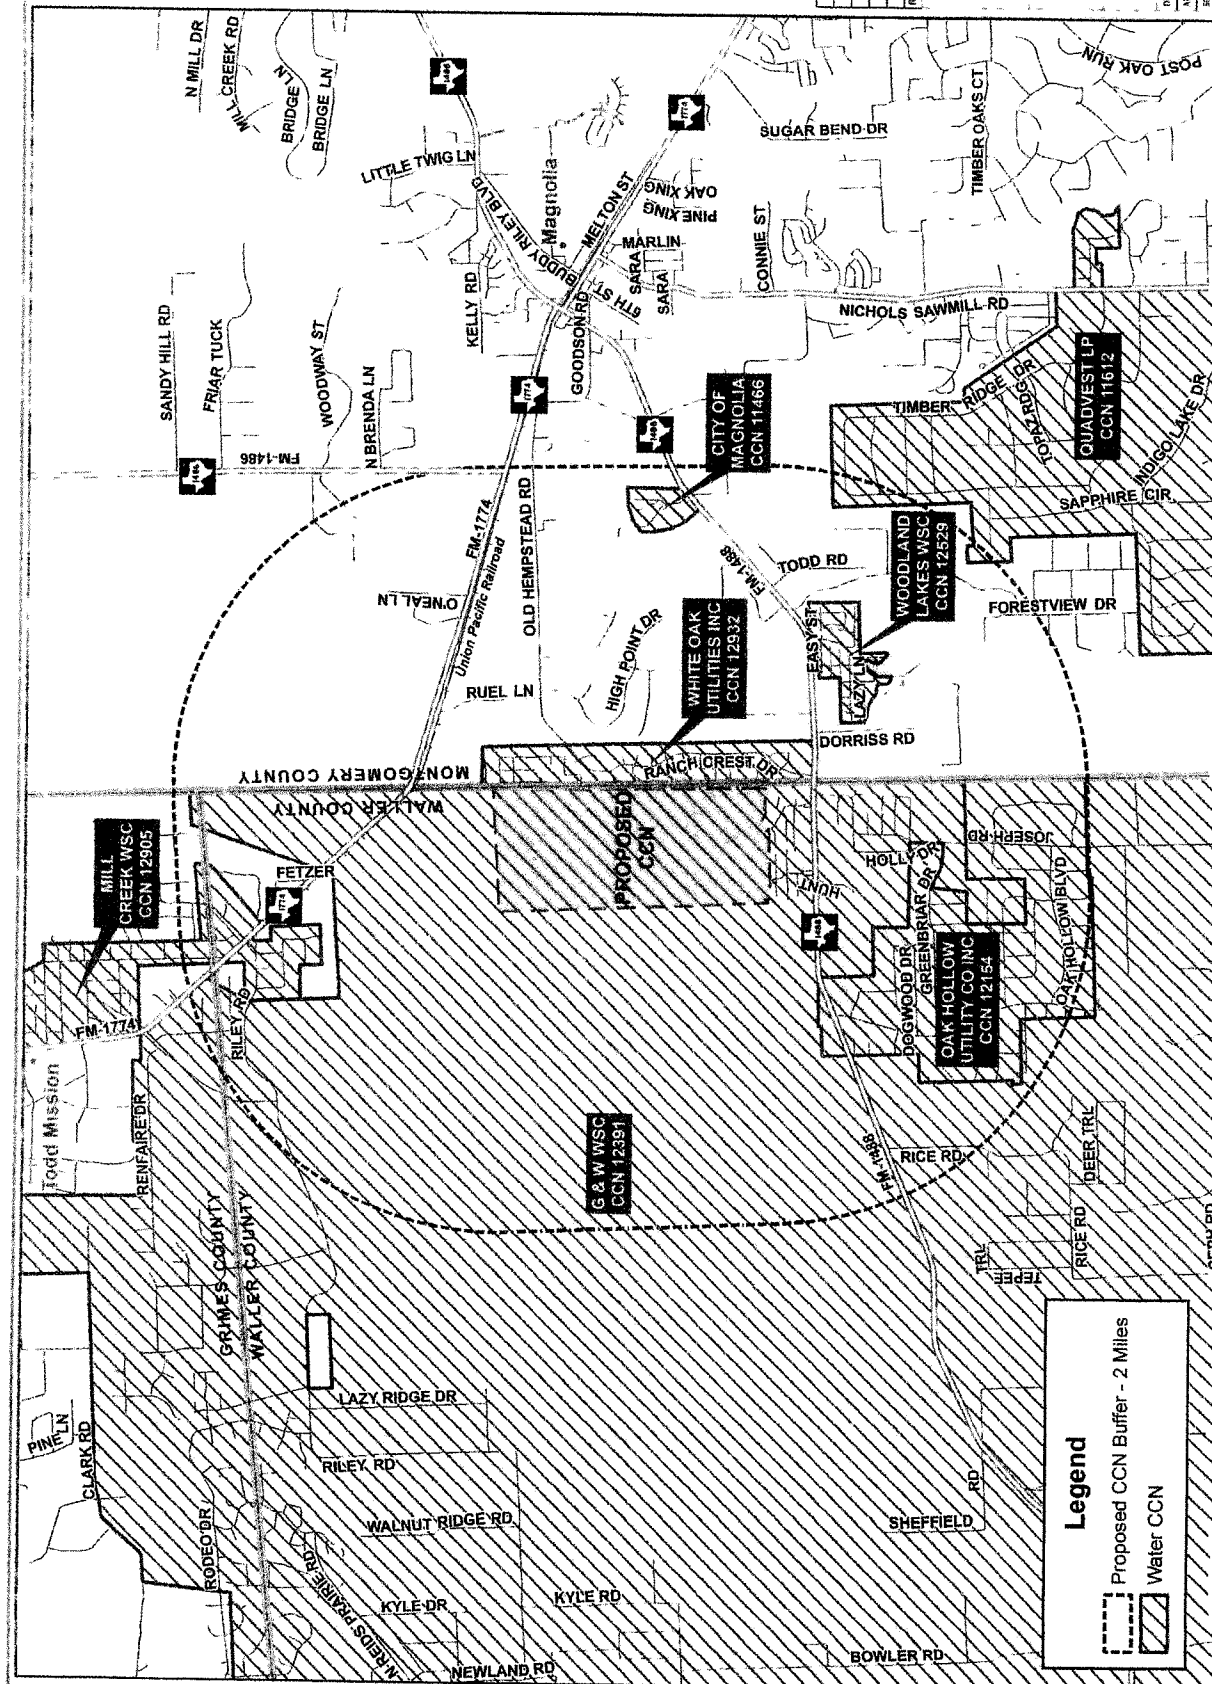 N MILL DR
MILL CREEK RD
BRIDGE LN
BRIDGE LN
LITTLE TWIG LN
1486
1774
BUDDY RILEY BLVD
Magnolia
MELTON ST
OAK XING
PINE XING
SUGAR BEND DR
TIMBER OAKS CT
POST OAK RUN
MARLIN
SARA
SARA
CONNIE ST
6TH ST
KELLY RD
GOODSON RD
NICHOLS SAWMILL RD
SANDY HILL RD
FRIAR TUCK
WOODWAY ST
N BRENDA LN
1774
CITY OF
MAGNOLIA
CCN 11466
TIMBER RIDGE DR
TOPAZ RDG
QUADVEST LP
CCN 11612
INDIGO LAKE DR
SAPPHIRE CIR
FM-1486
FM-1774
Union Pacific Railroad
OLD HEMPSTEAD RD
O'NEAL LN
RUEL LN
HIGH POINT DR
FM-1488
TODD RD
WOODLAND
LAKES WSC
CCN 12529
FORESTVIEW DR
WHITE OAK
UTILITIES INC
CCN 12932
EASY ST
LAZY LN
DORRISS RD
RANCH CREST DR
MONTGOMERY COUNTY
WALLER COUNTY
PROPOSED
CCN
MILL
CREEK WSC
CCN 12905
FETZER
1774
HUNT
1488
HOLLY DR
GREENBRIAR DR
DOGWOOD DR
JOSEPH RD
OAK HOLLOW BLVD
OAK HOLLOW
UTILITY CO INC
CCN 12154
FM-1774
RILEY RD
Todd Mission
RENFAIRE DR
G & W WSC
CCN 12391
FM-1488
RICE RD
DEER TRL
RICE RD
TEPEE TRL
GRIMES COUNTY
WALLER COUNTY
PINE LN
CLARK RD
LAZY RIDGE DR
RILEY RD
RODEO DR
WALNUT RIDGE RD
N REIDS PRAIRIE RD
KYLE DR
KYLE RD
NEWLAND RD
BOWLER RD
SHEFFIELD RD
Legend
Proposed CCN Buffer - 2 Miles
Water CCN